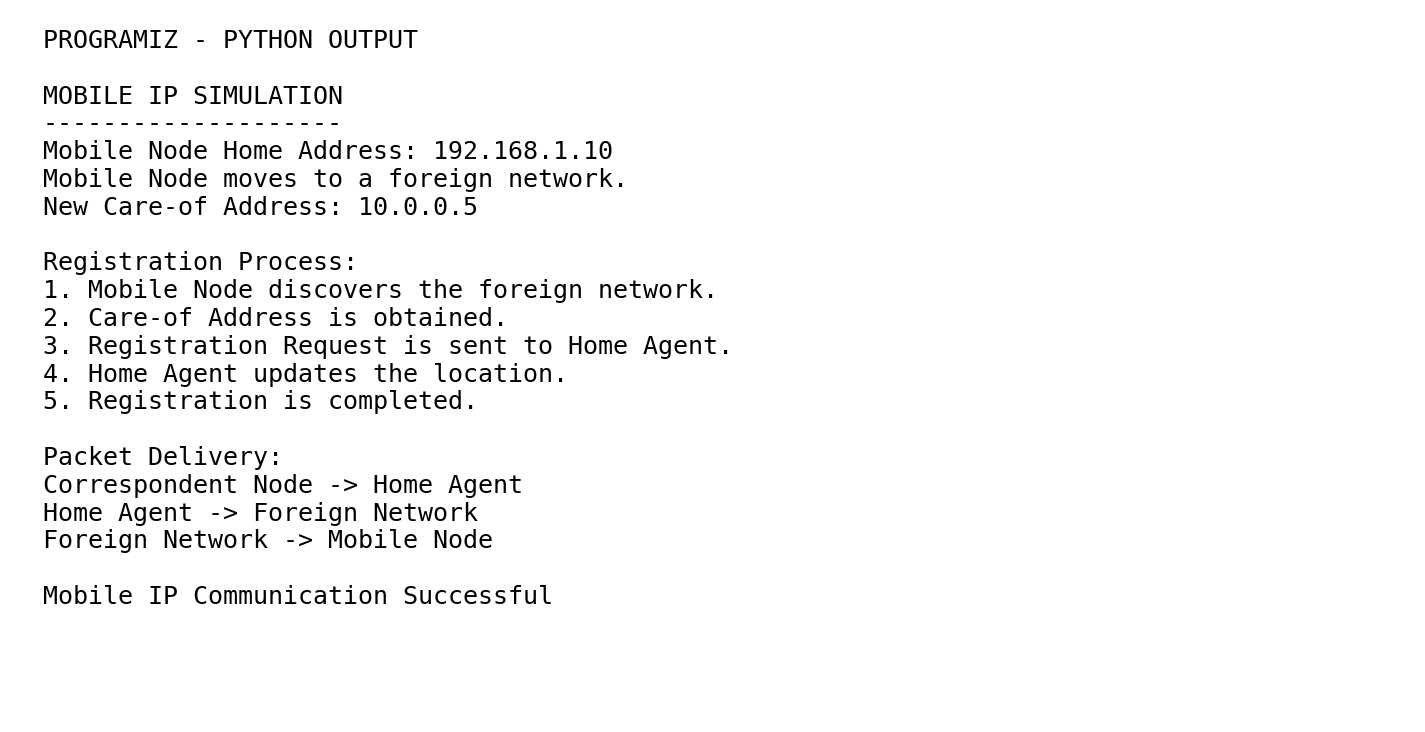 PROGRAMIZ - PYTHON OUTPUT
MOBILE IP SIMULATION
--------------------
Mobile Node Home Address: 192.168.1.10
Mobile Node moves to a foreign network.
New Care-of Address: 10.0.0.5
Registration Process:
1. Mobile Node discovers the foreign network.
2. Care-of Address is obtained.
3. Registration Request is sent to Home Agent.
4. Home Agent updates the location.
5. Registration is completed.
Packet Delivery:
Correspondent Node -> Home Agent
Home Agent -> Foreign Network
Foreign Network -> Mobile Node
Mobile IP Communication Successful